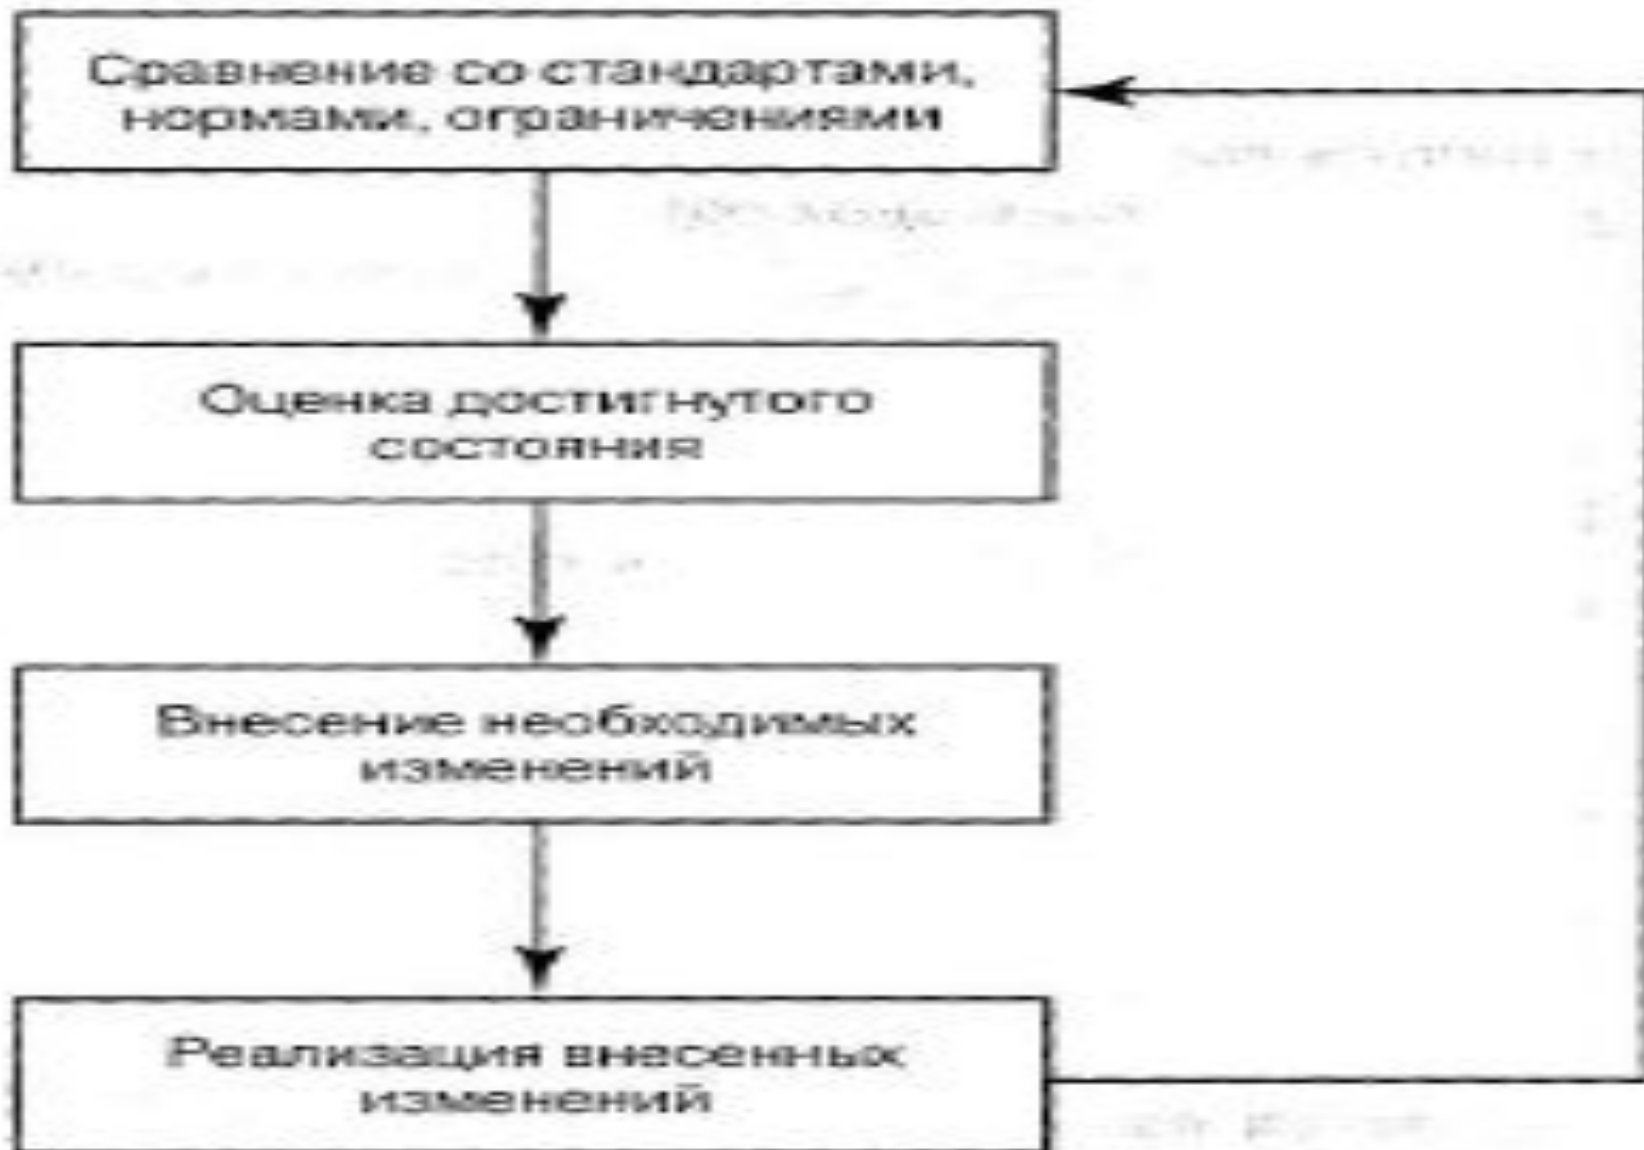 Сравнение со стандартами,
нормами, ограничениями
Оценка достигнутого
состояния
Внесение необходимых
изменений
Реализация внесенных
изменений